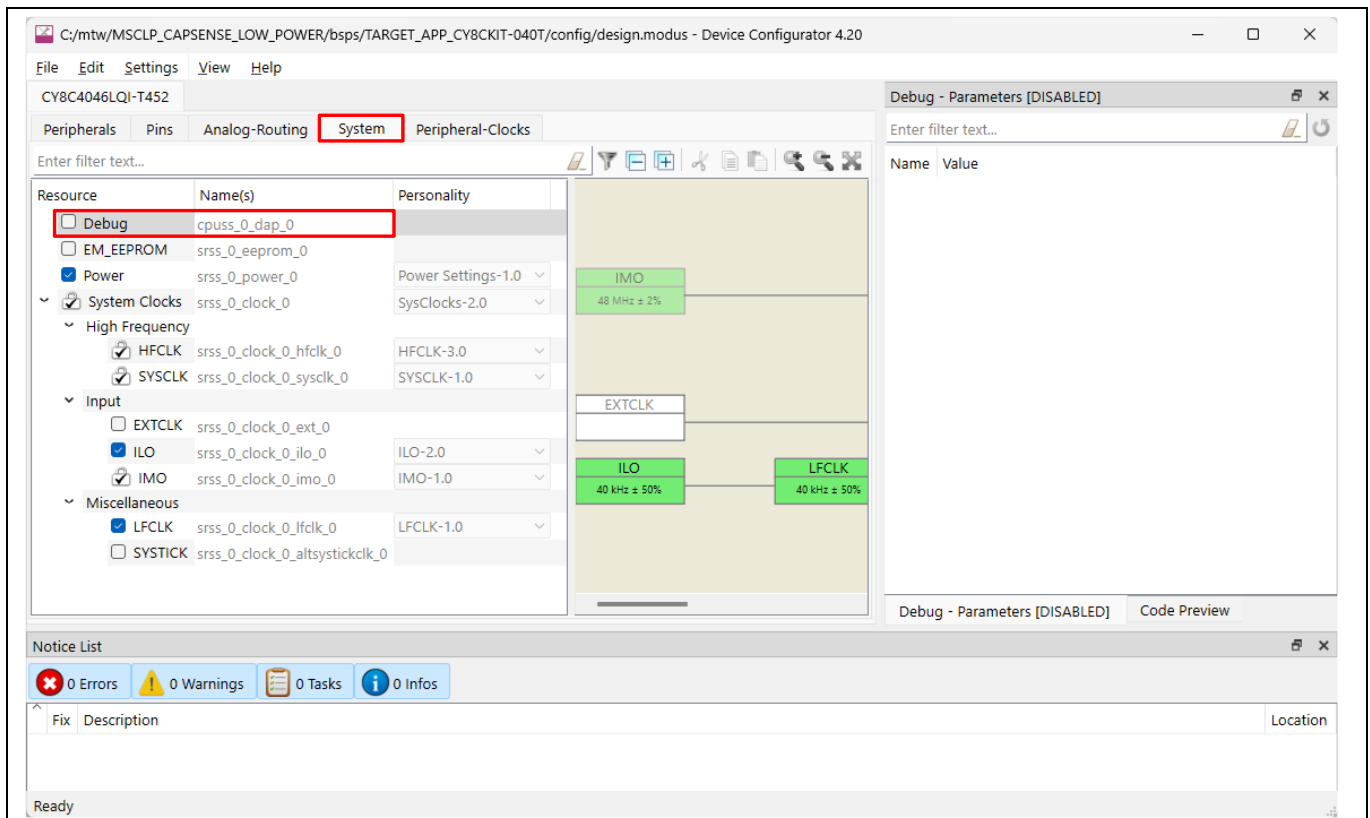 C:/mtw/MSCLP_CAPSENSE_LOW_POWER/bsps/TARGET_APP_CY8CKIT-040T/config/design.modus - Device Configurator 4.20
File Edit Settings View Help
CY8C4046LQI-T452
Peripherals Pins Analog-Routing System Peripheral-Clocks
Enter filter text...
Resource Name(s) Personality
Debug cpuss_0_dap_0
EM_EEPROM srss_0_eeprom_0
Power srss_0_power_0 Power Settings-1.0
System Clocks srss_0_clock_0 SysClocks-2.0
High Frequency
HFCLK srss_0_clock_0_hfclk_0 HFCLK-3.0
SYSCLK srss_0_clock_0_sysclk_0 SYSCLK-1.0
Input
EXTCLK srss_0_clock_0_ext_0
ILO srss_0_clock_0_ilo_0 ILO-2.0
IMO srss_0_clock_0_imo_0 IMO-1.0
Miscellaneous
LFCLK srss_0_clock_0_lfclk_0 LFCLK-1.0
SYSTICK srss_0_clock_0_altsystickclk_0
IMO
48 MHz ± 2%
EXTCLK
ILO
40 kHz ± 50%
LFCLK
40 kHz ± 50%
Debug - Parameters [DISABLED]
Enter filter text...
Name Value
Debug - Parameters [DISABLED] Code Preview
Notice List
0 Errors 0 Warnings 0 Tasks 0 Infos
Fix Description Location
Ready